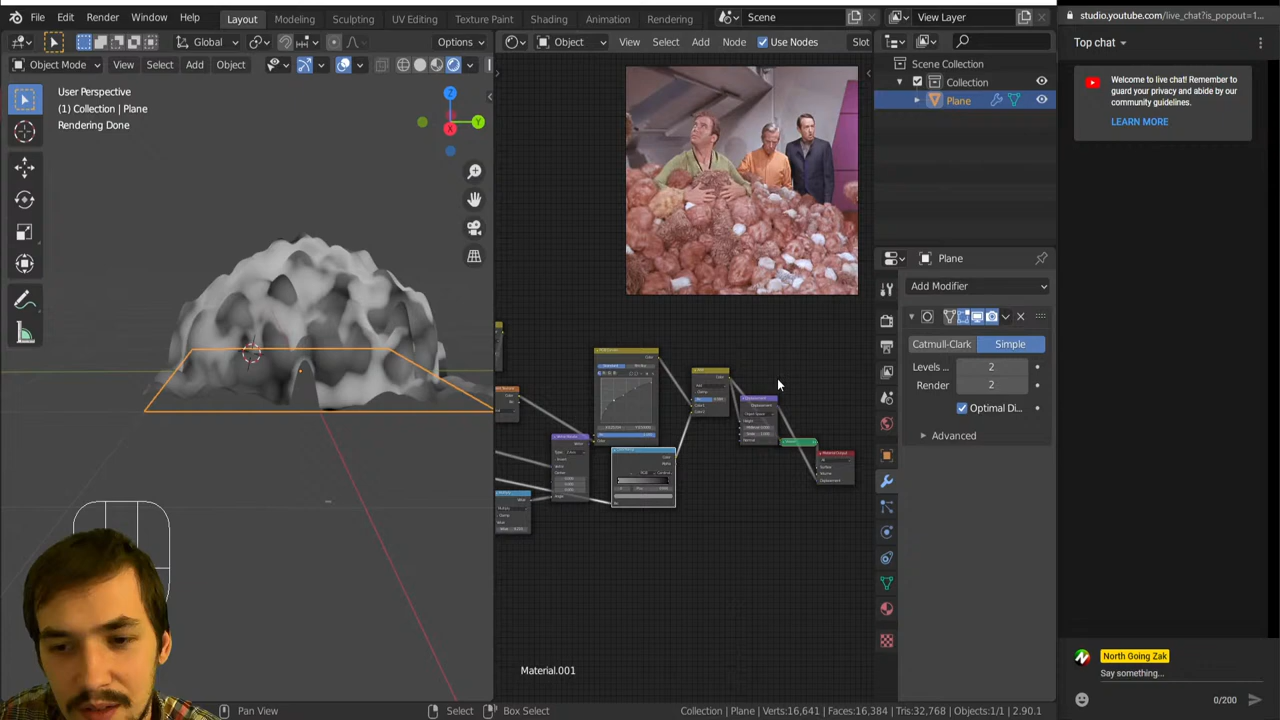 File Edit Render Window Help Layout Modeling Sculpting UV Editing Texture Paint Shading Animation Rendering Scene View Layer
studio.youtube.com/live_chat?is_popout=1...
Global Options Object View Select Add Node Use Nodes Slot
Top chat
Object Mode View Select Add Object
Scene Collection
Collection
Plane
User Perspective
(1) Collection | Plane
Rendering Done
Z
Y
X
Welcome to live chat! Remember to
guard your privacy and abide by our
community guidelines.
LEARN MORE
Plane
Add Modifier
Catmull-Clark Simple
Levels ... 2
Render 2
Optimal Di...
Advanced
Material.001
North Going Zak
Say something...
0/200
Pan View Select Box Select Collection | Plane Verts:16,641 | Faces:16,384 | Tris:32,768 | Objects:1/1 | 2.90.1